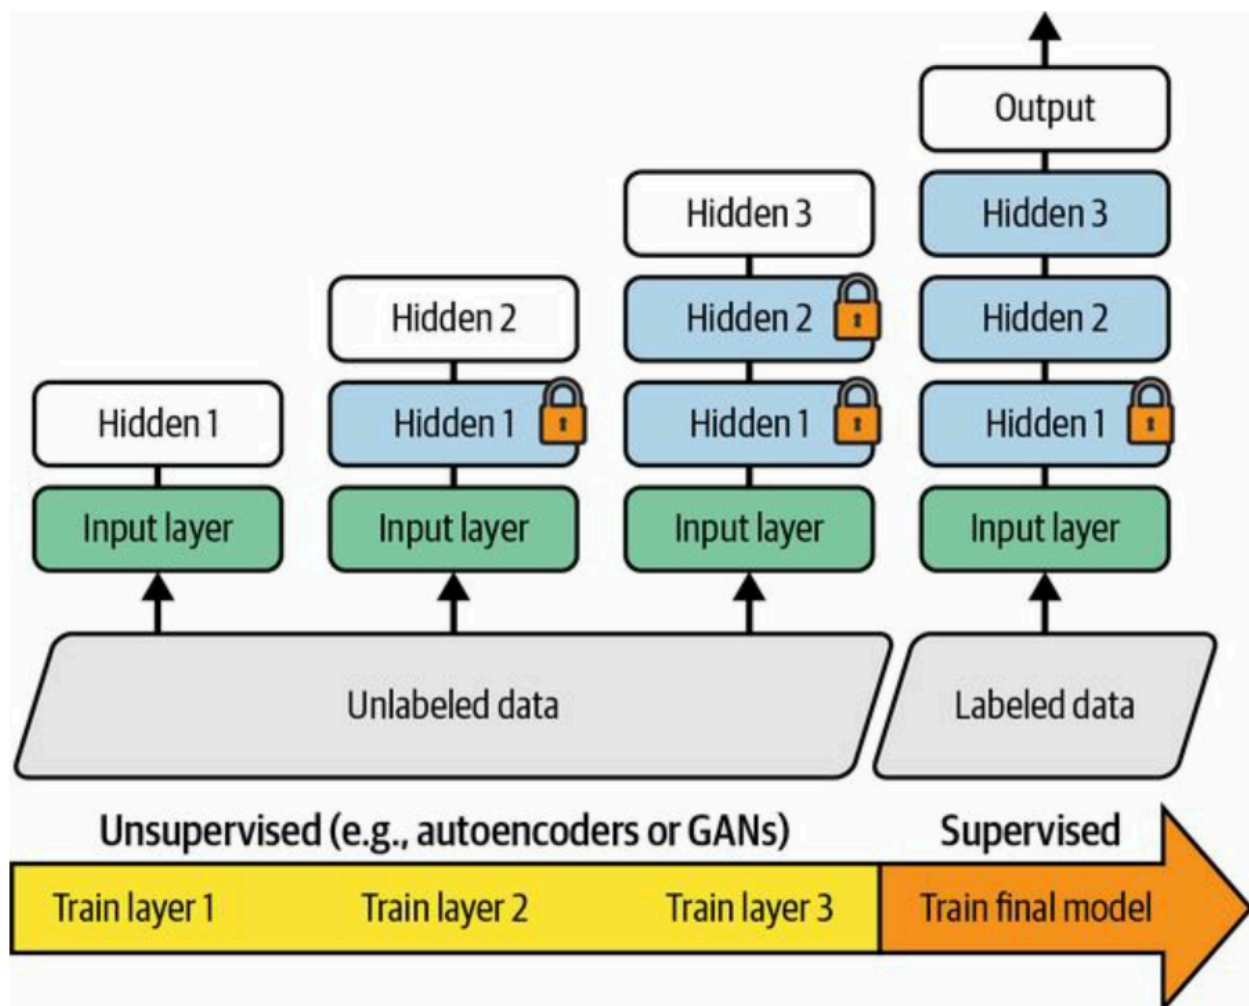 Output
Hidden 3
Hidden 3
Hidden 2
Hidden 2
Hidden 2
Hidden 1
Hidden 1
Hidden 1
Hidden 1
Input layer
Input layer
Input layer
Input layer
Unlabeled data
Labeled data
Unsupervised (e.g., autoencoders or GANs)
Supervised
Train layer 1
Train layer 2
Train layer 3
Train final model